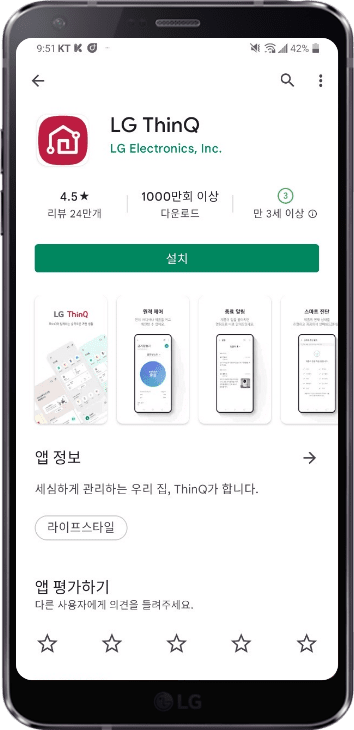 9:51 KT
42%
LG ThinQ
LG Electronics, Inc.
4.5★
리뷰 24만개
1000만회 이상
다운로드
3
만 3세 이상
설치
LG ThinQ
원격 제어
종료 알림
스마트 진단
앱 정보
세심하게 관리하는 우리 집, ThinQ가 합니다.
라이프스타일
앱 평가하기
다른 사용자에게 의견을 들려주세요.
LG